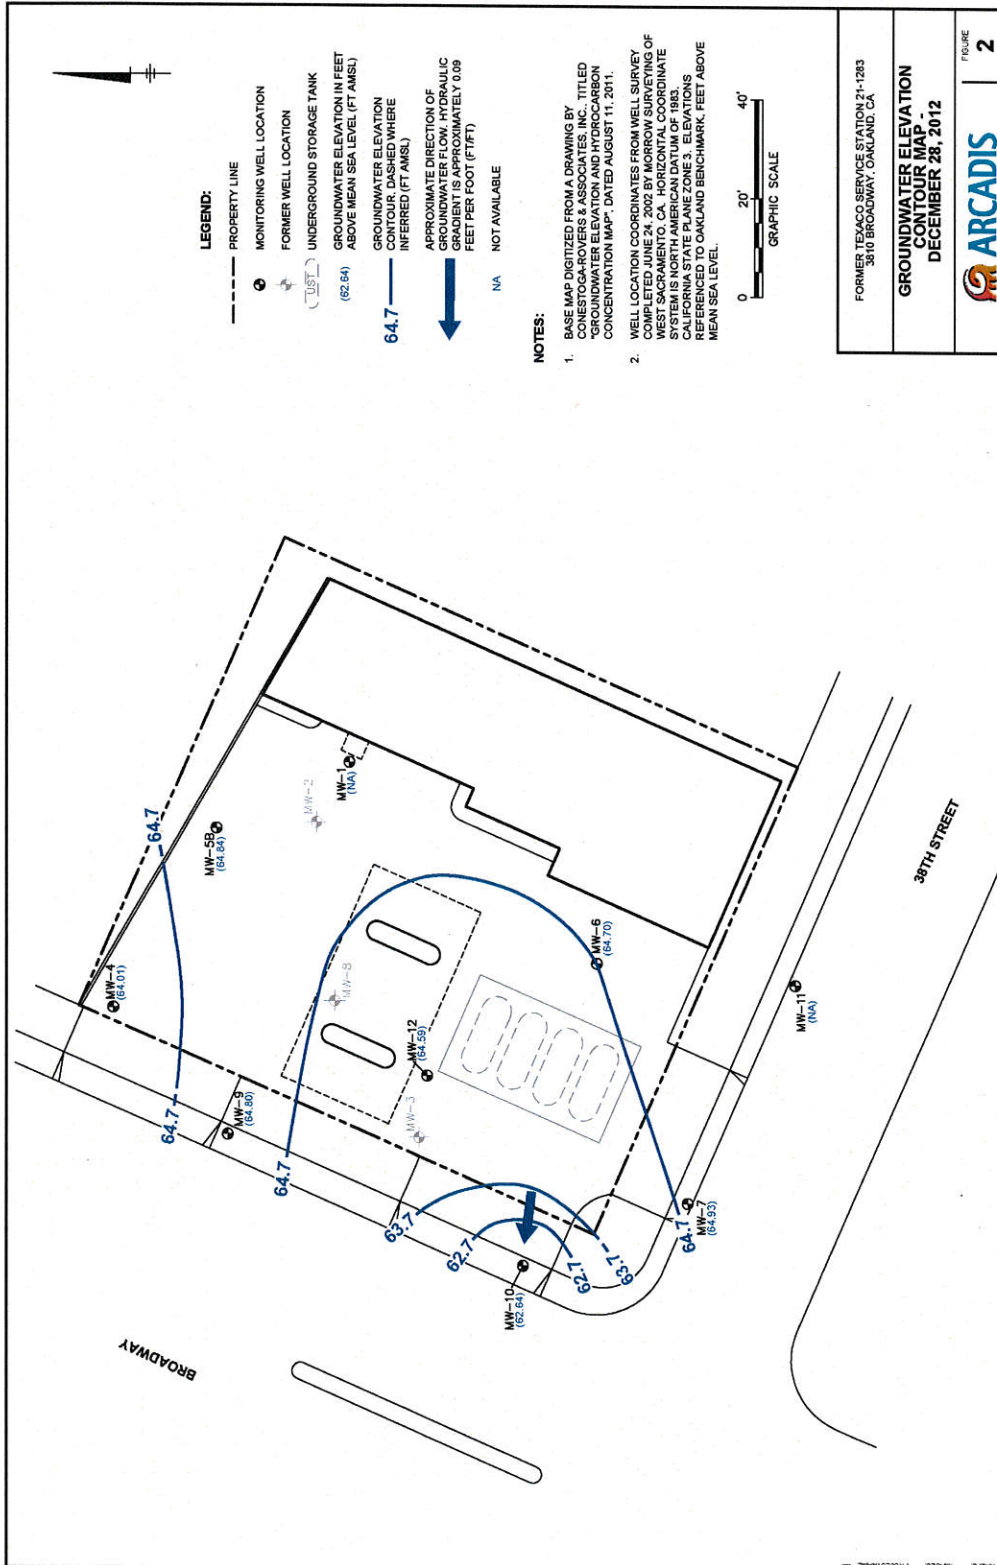 BROADWAY
38TH STREET
MW-4
(64.01)
64.7
64.7
MW-5B
(64.84)
MW-9
(64.80)
MW-2
MW-1
(NA)
64.7
MW-8
MW-12
(64.59)
MW-3
63.7
62.7
MW-10
(62.64)
62.7
63.7
MW-6
(64.70)
64.7
MW-7
(64.93)
MW-11
(NA)
LEGEND:
PROPERTY LINE
MONITORING WELL LOCATION
FORMER WELL LOCATION
UST
UNDERGROUND STORAGE TANK
(62.64)
GROUNDWATER ELEVATION IN FEET
ABOVE MEAN SEA LEVEL (FT AMSL)
64.7
GROUNDWATER ELEVATION
CONTOUR, DASHED WHERE
INFERRED (FT AMSL)
APPROXIMATE DIRECTION OF
GROUNDWATER FLOW. HYDRAULIC
GRADIENT IS APPROXIMATELY 0.09
FEET PER FOOT (FT/FT)
NA
NOT AVAILABLE
NOTES:
1. BASE MAP DIGITIZED FROM A DRAWING BY
CONESTOGA-ROVERS & ASSOCIATES, INC., TITLED
"GROUNDWATER ELEVATION AND HYDROCARBON
CONCENTRATION MAP", DATED AUGUST 11, 2011.
2. WELL LOCATION COORDINATES FROM WELL SURVEY
COMPLETED JUNE 24, 2002 BY MORROW SURVEYING OF
WEST SACRAMENTO, CA. HORIZONTAL COORDINATE
SYSTEM IS NORTH AMERICAN DATUM OF 1983,
CALIFORNIA STATE PLANE ZONE 3. ELEVATIONS
REFERENCED TO OAKLAND BENCHMARK, FEET ABOVE
MEAN SEA LEVEL.
0 20' 40'
GRAPHIC SCALE
FORMER TEXACO SERVICE STATION 21-1283
3810 BROADWAY, OAKLAND, CA
GROUNDWATER ELEVATION
CONTOUR MAP -
DECEMBER 28, 2012
ARCADIS
FIGURE
2